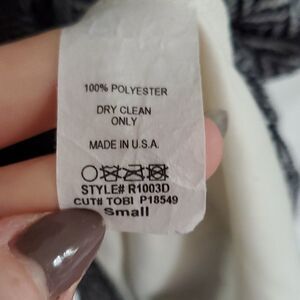 100% POLYESTER
DRY CLEAN
ONLY
MADE IN U.S.A.
STYLE# R1003D
CUT# TOBI P18549
Small